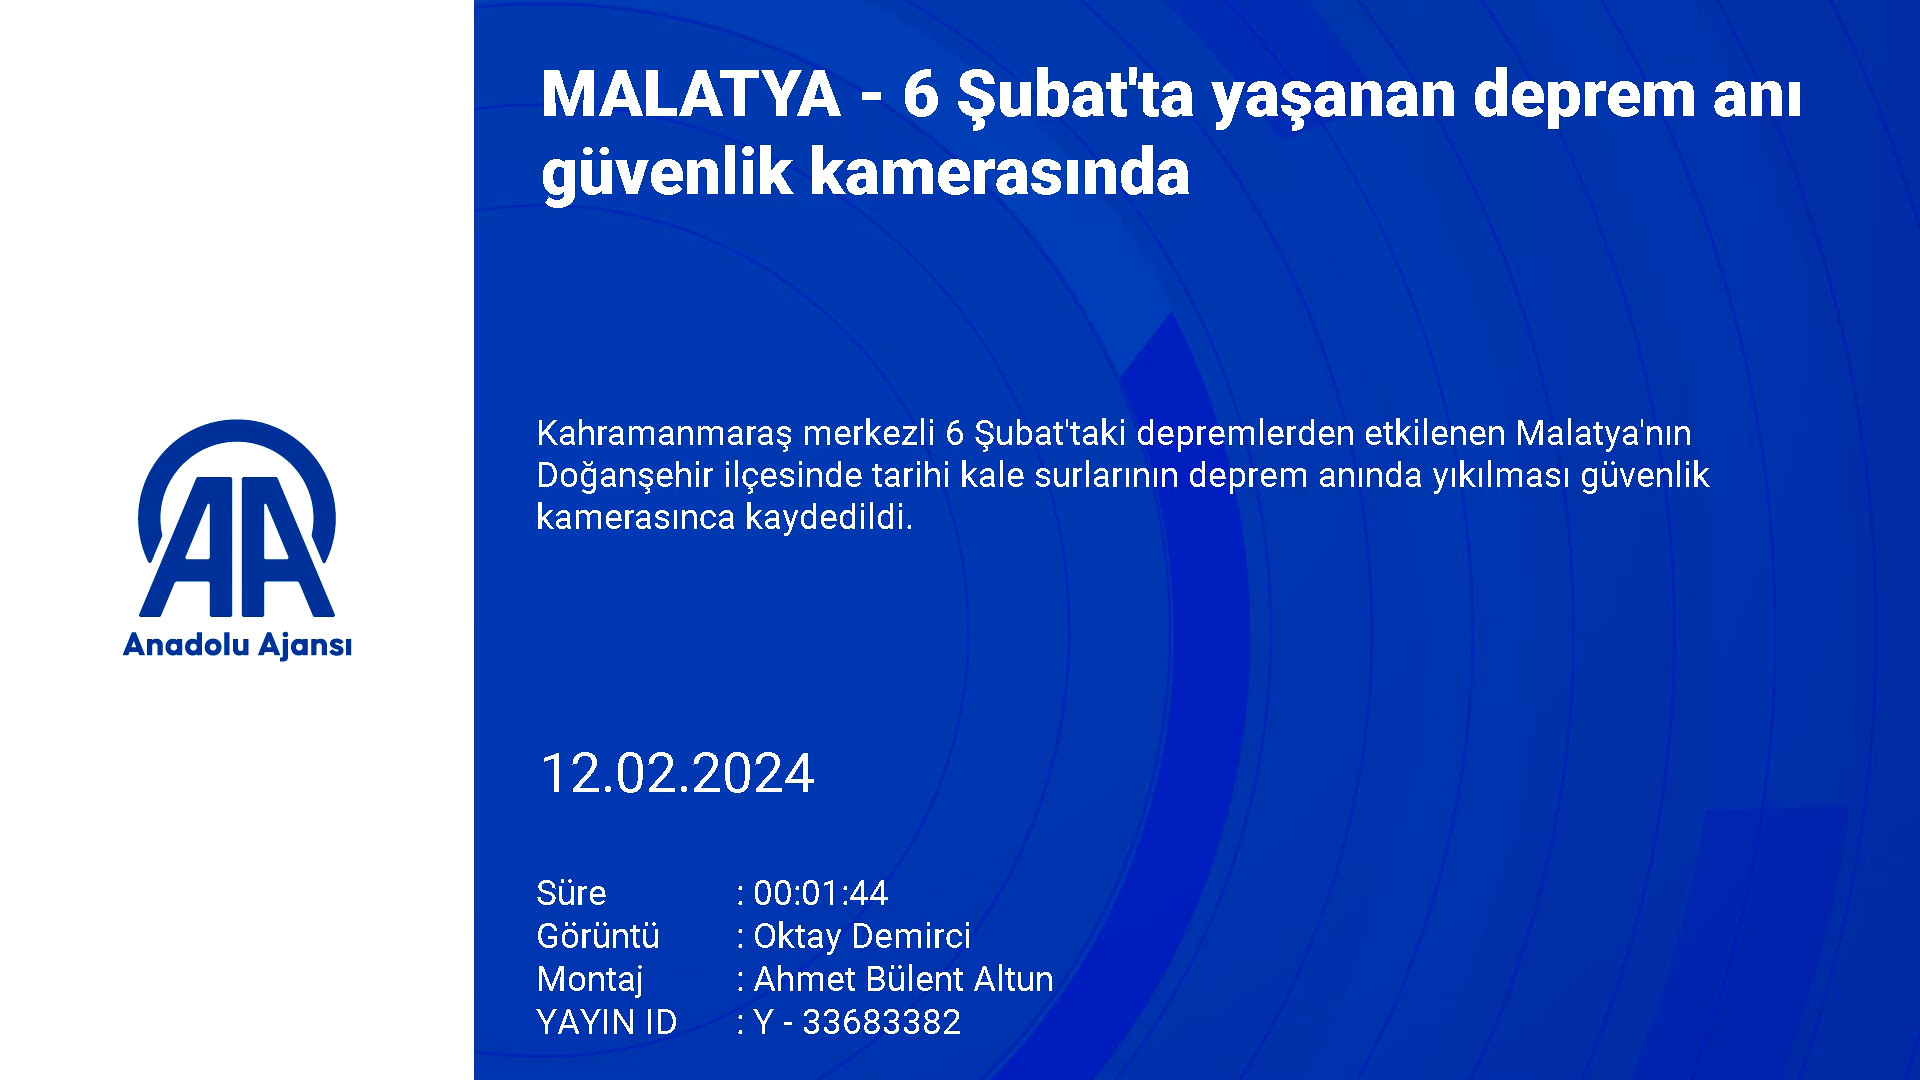 MALATYA - 6 Şubat'ta yaşanan deprem anı
güvenlik kamerasında
Kahramanmaraş merkezli 6 Şubat'taki depremlerden etkilenen Malatya'nın
Doğanşehir ilçesinde tarihi kale surlarının deprem anında yıkılması güvenlik
kamerasınca kaydedildi.
AA
Anadolu Ajansı
12.02.2024
Süre : 00:01:44
Görüntü : Oktay Demirci
Montaj : Ahmet Bülent Altun
YAYIN ID : Y - 33683382